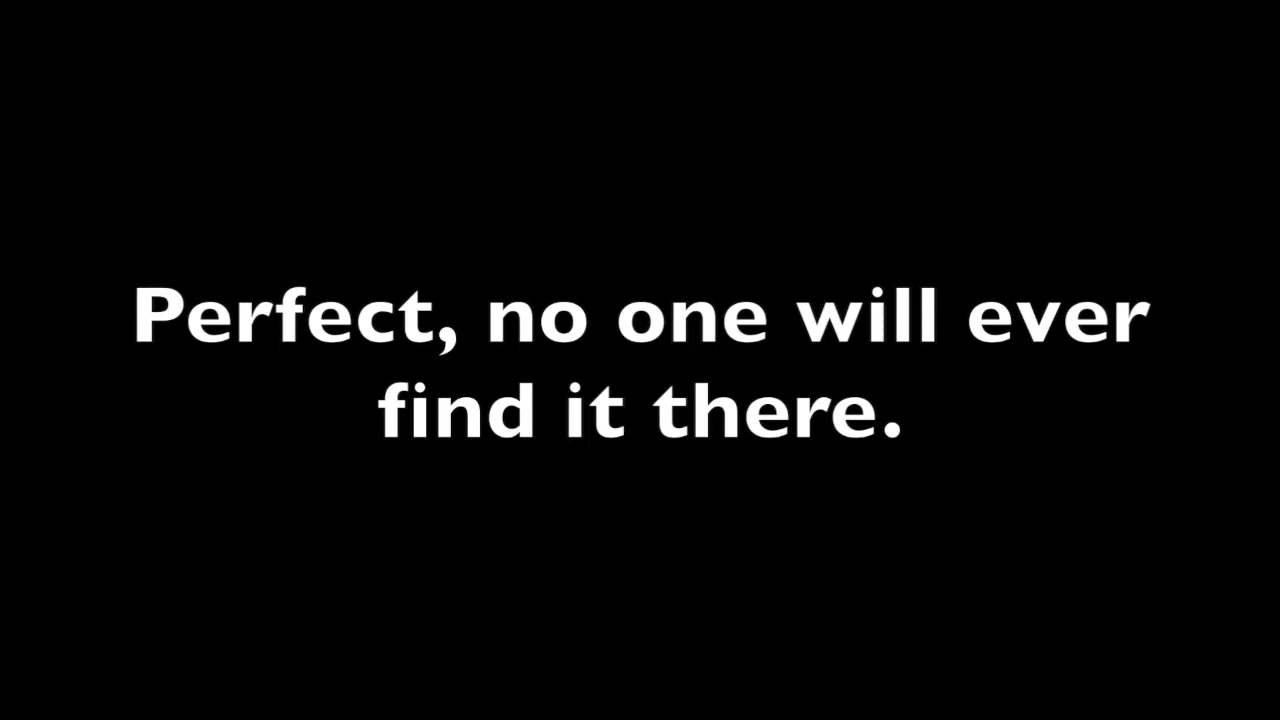 Perfect, no one will ever
find it there.